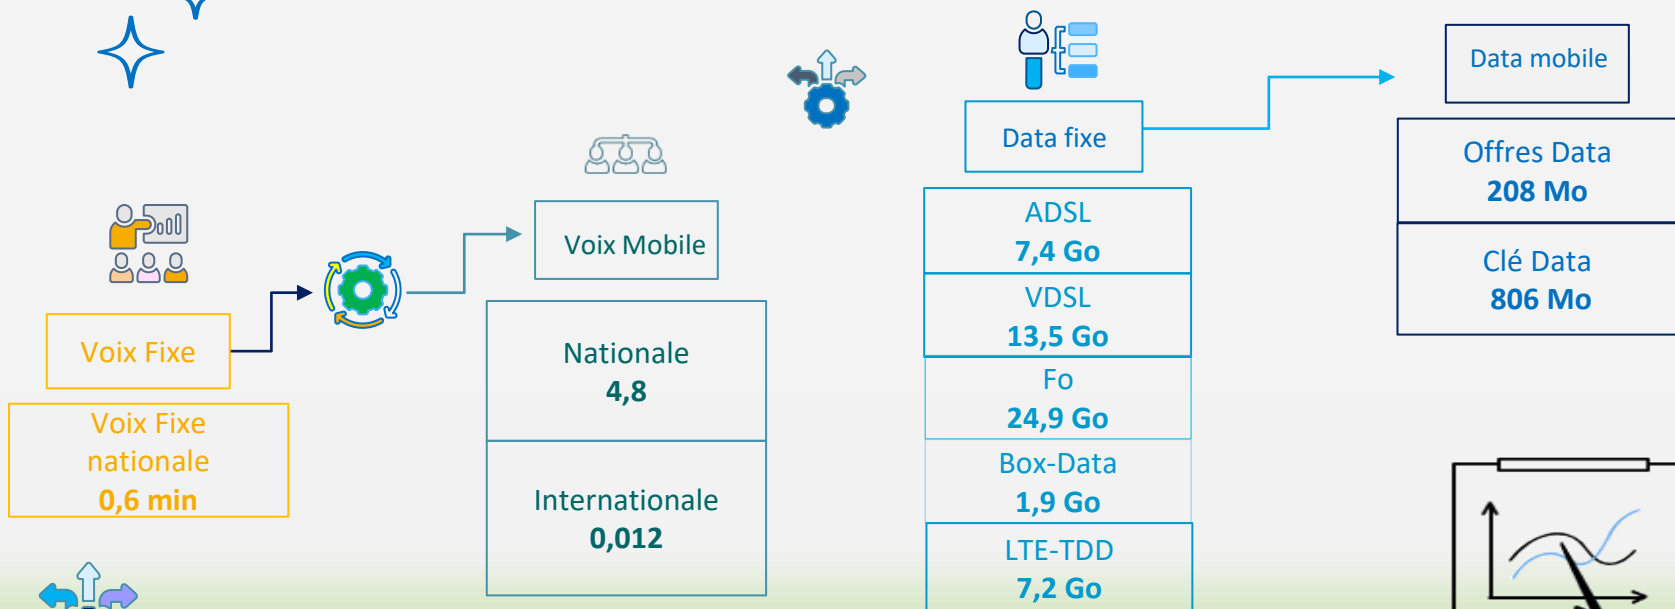 Voix Fixe
Voix Fixe
nationale
0,6 min
Voix Mobile
Nationale
4,8
Internationale
0,012
Data fixe
ADSL
7,4 Go
VDSL
13,5 Go
Fo
24,9 Go
Box-Data
1,9 Go
LTE-TDD
7,2 Go
Data mobile
Offres Data
208 Mo
Clé Data
806 Mo